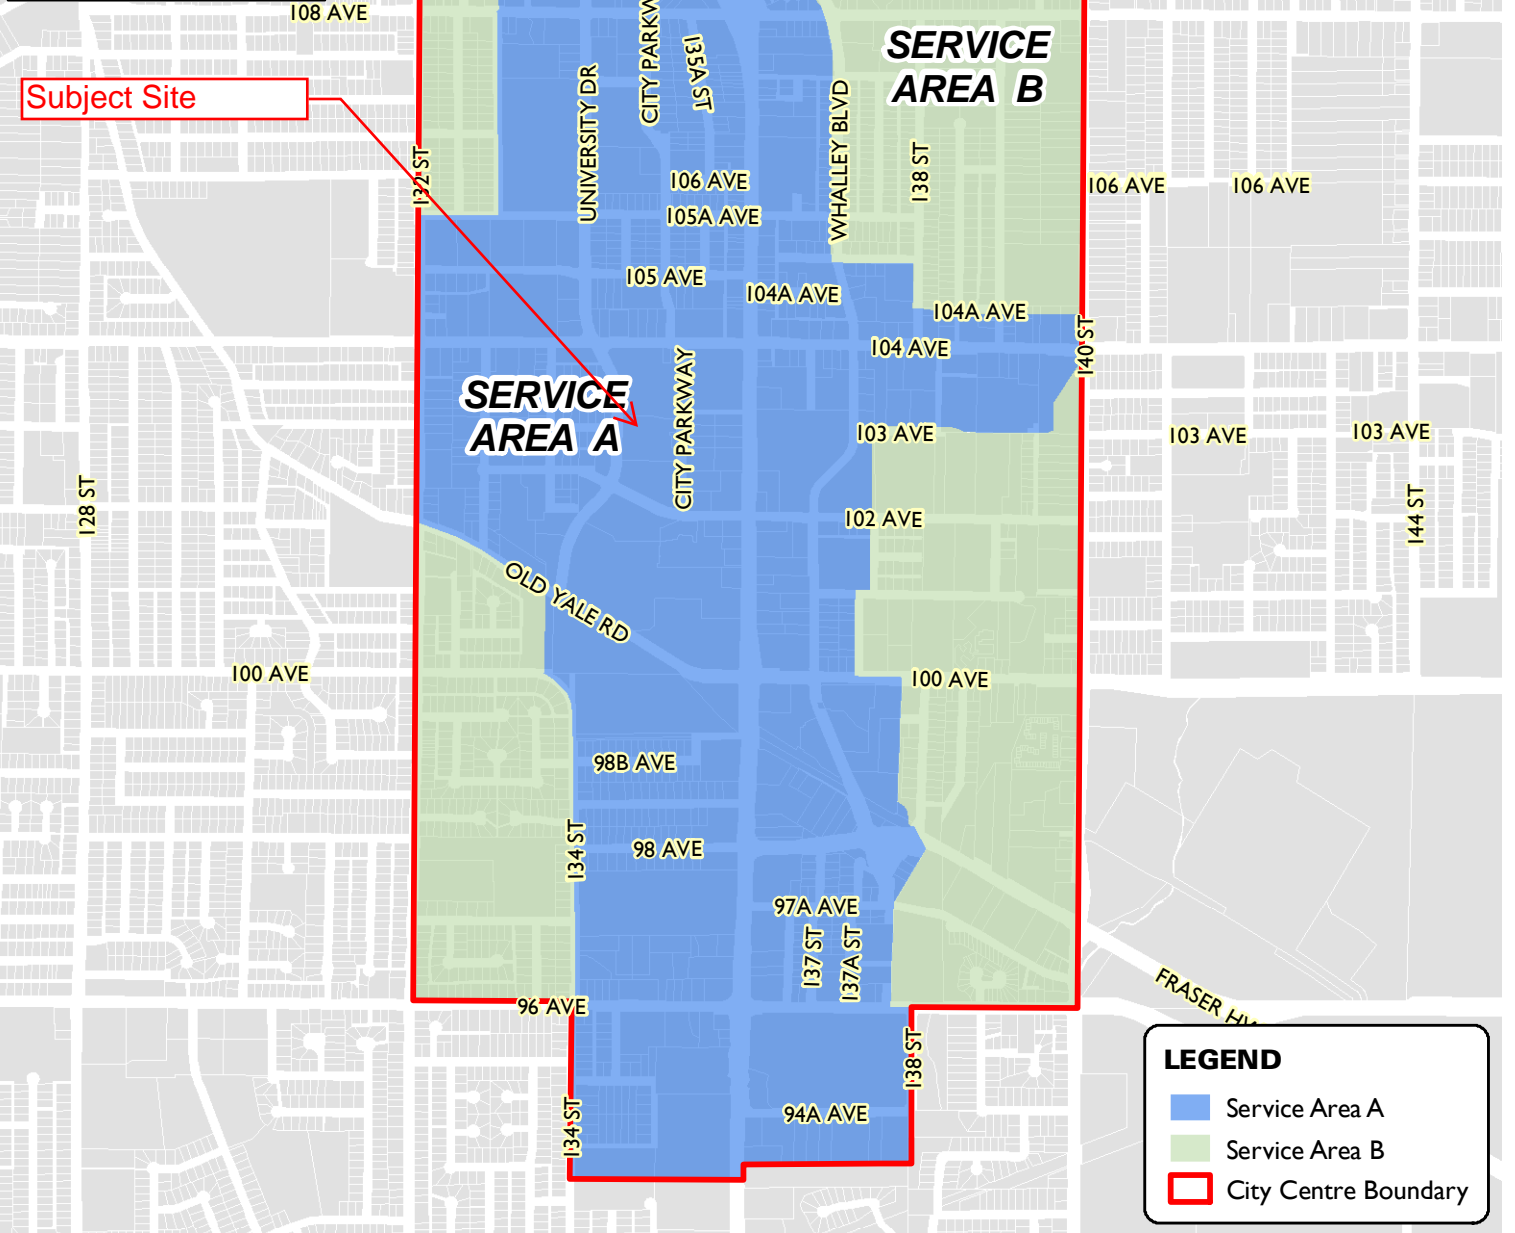 108 AVE
CITY PARKW
135A ST
SERVICE
AREA B
Subject Site
UNIVERSITY DR
WHALLEY BLVD
132 ST
138 ST
106 AVE
106 AVE
106 AVE
105A AVE
105 AVE
104A AVE
104A AVE
104 AVE
140 ST
SERVICE
AREA A
CITY PARKWAY
103 AVE
103 AVE
103 AVE
128 ST
102 AVE
144 ST
OLD YALE RD
100 AVE
100 AVE
98B AVE
134 ST
98 AVE
97A AVE
137 ST
137A ST
96 AVE
FRASER HW
138 ST
134 ST
94A AVE
LEGEND
Service Area A
Service Area B
City Centre Boundary